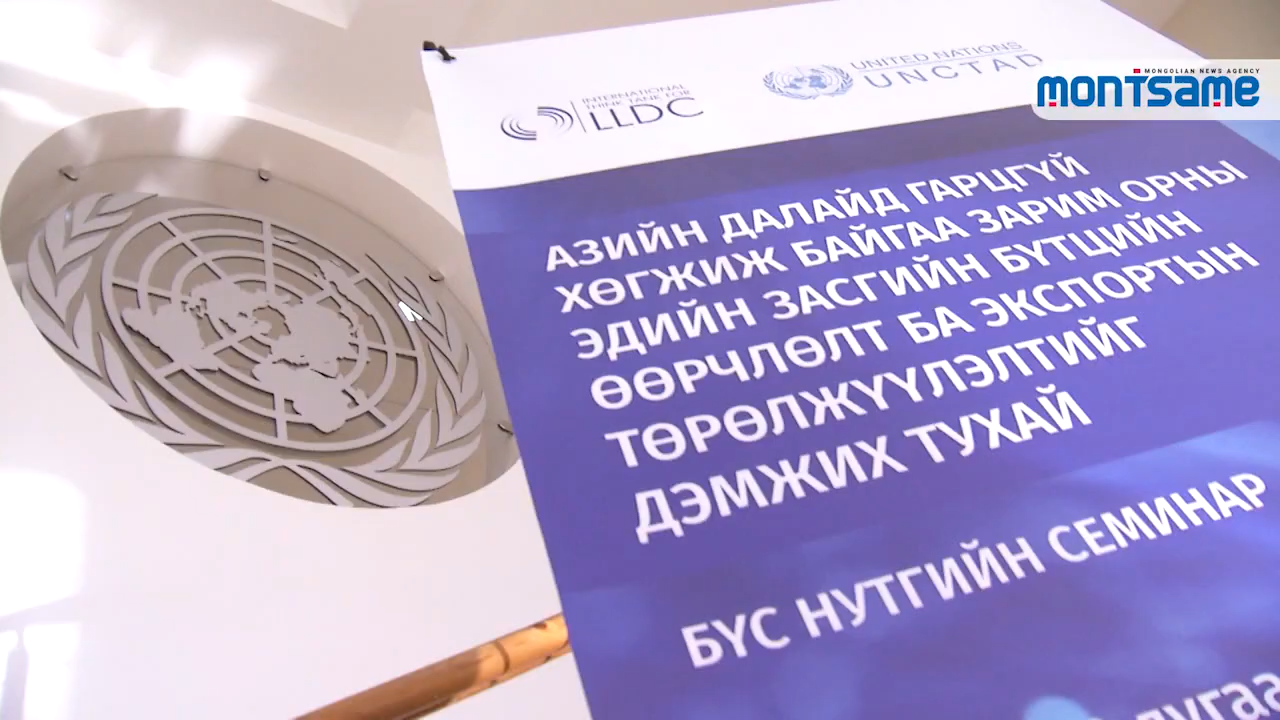 MONGOLIAN NEWS AGENCY
MONTSAME
INTERNATIONAL
THINK TANK FOR
LLDC
UNITED NATIONS
UNCTAD
АЗИЙН ДАЛАЙД ГАРЦГҮЙ
ХӨГЖИЖ БАЙГАА ЗАРИМ ОРНЫ
ЭДИЙН ЗАСГИЙН БҮТЦИЙН
ӨӨРЧЛӨЛТ БА ЭКСПОРТЫН
ТӨРӨЛЖҮҮЛЭЛТИЙГ
ДЭМЖИХ ТУХАЙ
БҮС НУТГИЙН СЕМИНАР